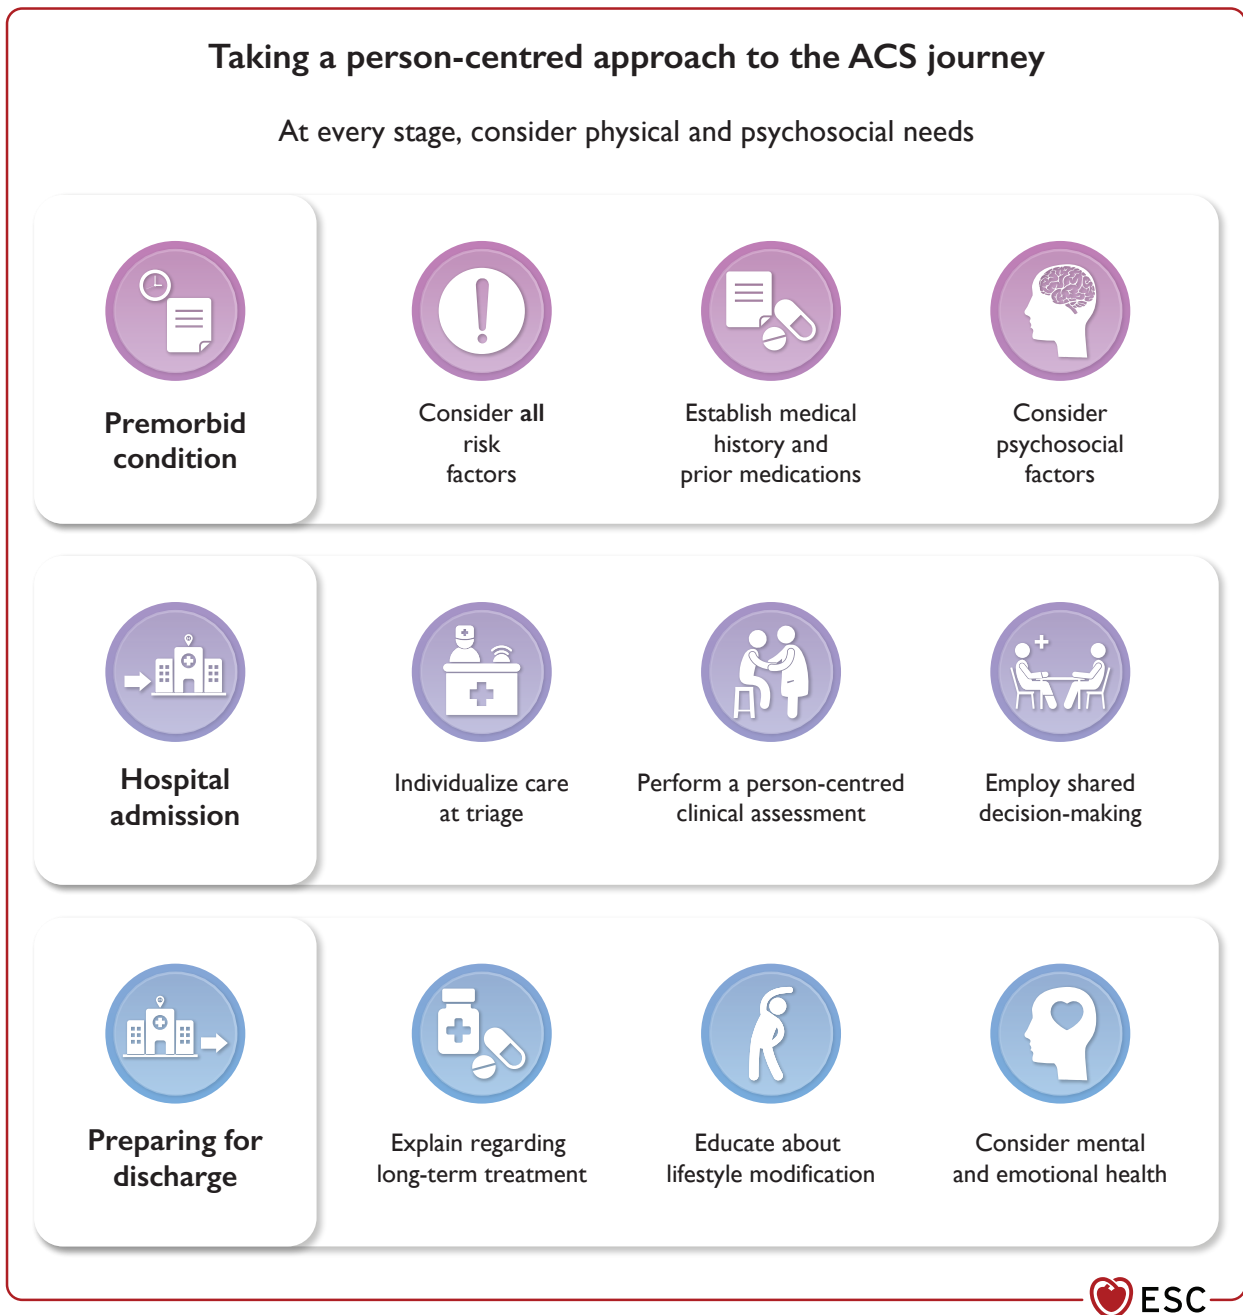 Taking a person-centred approach to the ACS journey
At every stage, consider physical and psychosocial needs
Premorbid
condition
Consider all
risk
factors
Establish medical
history and
prior medications
Consider
psychosocial
factors
Hospital
admission
Individualize care
at triage
Perform a person-centred
clinical assessment
Employ shared
decision-making
Preparing for
discharge
Explain regarding
long-term treatment
Educate about
lifestyle modification
Consider mental
and emotional health
ESC